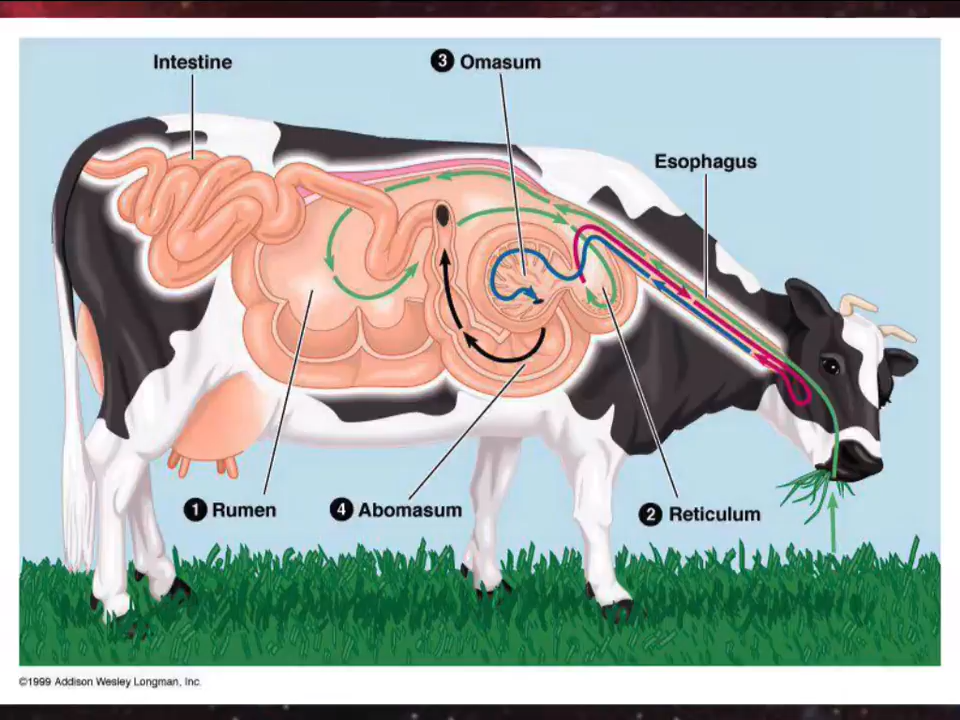 Intestine
3 Omasum
Esophagus
1 Rumen
4 Abomasum
2 Reticulum
©1999 Addison Wesley Longman, Inc.